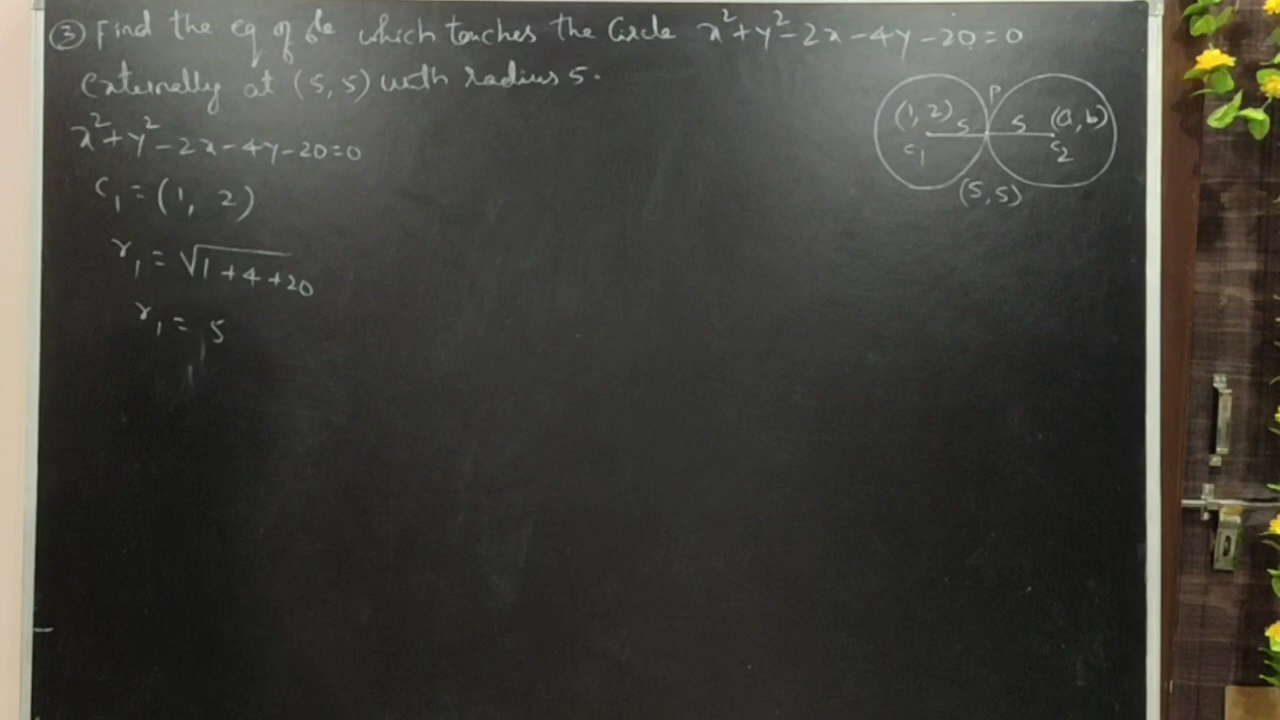 ③ Find the eq of ⊙le which touches the Circle x²+y²-2x-4y-20=0
Externally at (5,5) with radius 5.
x²+y²-2x-4y-20=0
C₁=(1, 2)
r₁=√1+4+20
r₁= 5
P
(1,2) 5 5 (a,b)
C₁ C₂
(5,5)